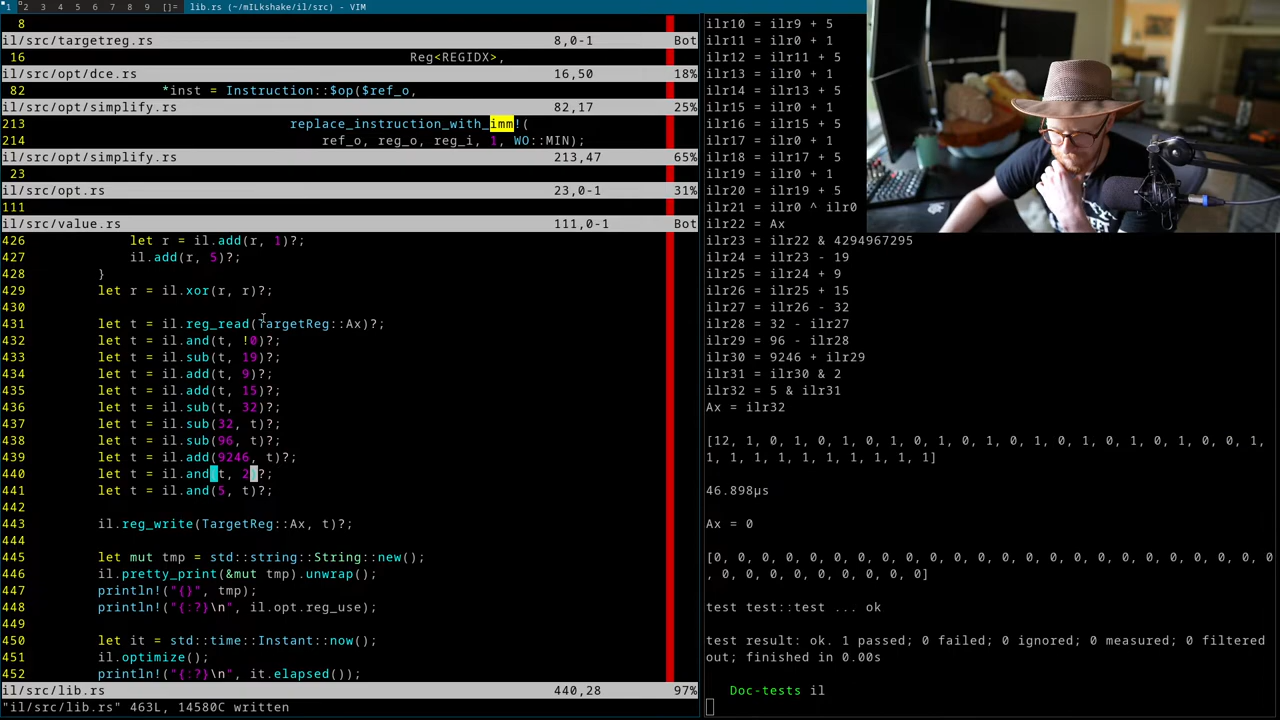 1 2 3 4 5 6 7 8 9 []= lib.rs (~/mILkshake/il/src) - VIM
8
il/src/targetreg.rs 8,0-1 Bot
16 Reg<REGIDX>,
il/src/opt/dce.rs 16,50 18%
82 *inst = Instruction::$op($ref_o,
il/src/opt/simplify.rs 82,17 25%
213 replace_instruction_with_imm!(
214 ref_o, reg_o, reg_i, 1, WO::MIN);
il/src/opt/simplify.rs 213,47 65%
23
il/src/opt.rs 23,0-1 31%
111
il/src/value.rs 111,0-1 Bot
426 let r = il.add(r, 1)?;
427 il.add(r, 5)?;
428 }
429 let r = il.xor(r, r)?;
430
431 let t = il.reg_read(TargetReg::Ax)?;
432 let t = il.and(t, !0)?;
433 let t = il.sub(t, 19)?;
434 let t = il.add(t, 9)?;
435 let t = il.add(t, 15)?;
436 let t = il.sub(t, 32)?;
437 let t = il.sub(32, t)?;
438 let t = il.sub(96, t)?;
439 let t = il.add(9246, t)?;
440 let t = il.and(t, 2)?;
441 let t = il.and(5, t)?;
442
443 il.reg_write(TargetReg::Ax, t)?;
444
445 let mut tmp = std::string::String::new();
446 il.pretty_print(&mut tmp).unwrap();
447 println!("{}", tmp);
448 println!("{:?}\n", il.opt.reg_use);
449
450 let it = std::time::Instant::now();
451 il.optimize();
452 println!("{:?}\n", it.elapsed());
il/src/lib.rs 440,28 97%
"il/src/lib.rs" 463L, 14580C written
ilr10 = ilr9 + 5
ilr11 = ilr0 + 1
ilr12 = ilr11 + 5
ilr13 = ilr0 + 1
ilr14 = ilr13 + 5
ilr15 = ilr0 + 1
ilr16 = ilr15 + 5
ilr17 = ilr0 + 1
ilr18 = ilr17 + 5
ilr19 = ilr0 + 1
ilr20 = ilr19 + 5
ilr21 = ilr0 ^ ilr0
ilr22 = Ax
ilr23 = ilr22 & 4294967295
ilr24 = ilr23 - 19
ilr25 = ilr24 + 9
ilr26 = ilr25 + 15
ilr27 = ilr26 - 32
ilr28 = 32 - ilr27
ilr29 = 96 - ilr28
ilr30 = 9246 + ilr29
ilr31 = ilr30 & 2
ilr32 = 5 & ilr31
Ax = ilr32
[12, 1, 0, 1, 0, 1, 0, 1, 0, 1, 0, 1, 0, 1, 0, 1, 0, 1, 0, 1, 0, 0, 1,
1, 1, 1, 1, 1, 1, 1, 1, 1]
46.898µs
Ax = 0
[0, 0, 0, 0, 0, 0, 0, 0, 0, 0, 0, 0, 0, 0, 0, 0, 0, 0, 0, 0, 0, 0, 0, 0
, 0, 0, 0, 0, 0, 0, 0, 0, 0]
test test::test ... ok
test result: ok. 1 passed; 0 failed; 0 ignored; 0 measured; 0 filtered
out; finished in 0.00s
Doc-tests il